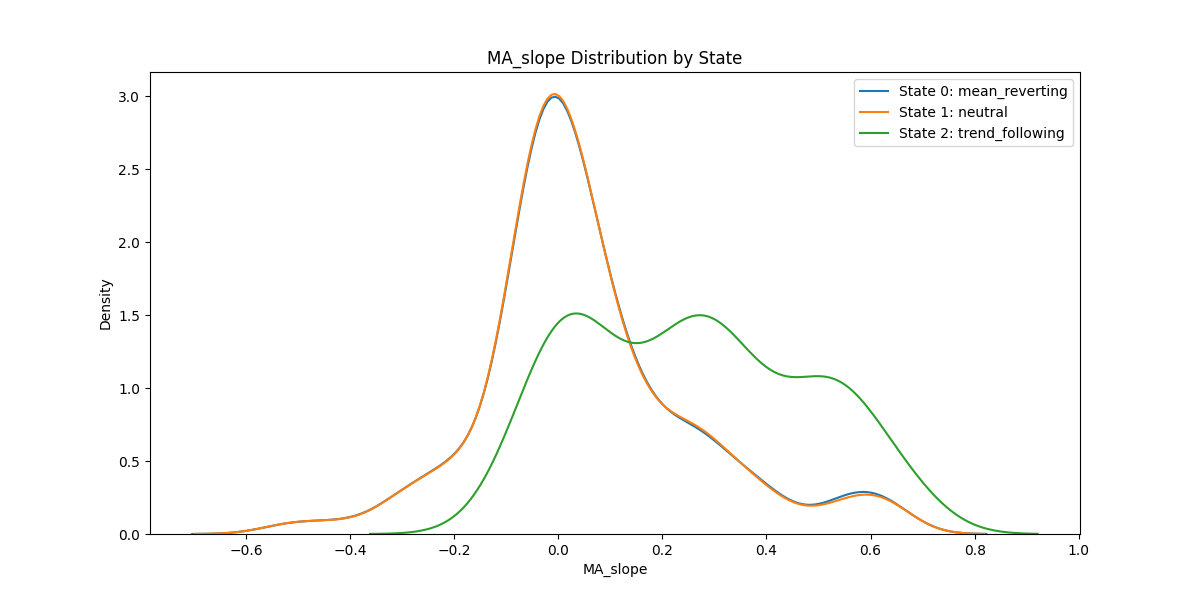 MA_slope Distribution by State
State 0: mean_reverting
State 1: neutral
State 2: trend_following
Density
3.0
2.5
2.0
1.5
1.0
0.5
0.0
−0.6 −0.4 −0.2 0.0 0.2 0.4 0.6 0.8 1.0
MA_slope